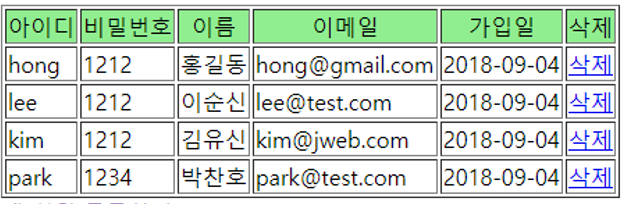 아이디 비밀번호 이름 이메일 가입일 삭제
hong 1212 홍길동 hong@gmail.com 2018-09-04 삭제
lee 1212 이순신 lee@test.com 2018-09-04 삭제
kim 1212 김유신 kim@jweb.com 2018-09-04 삭제
park 1234 박찬호 park@test.com 2018-09-04 삭제